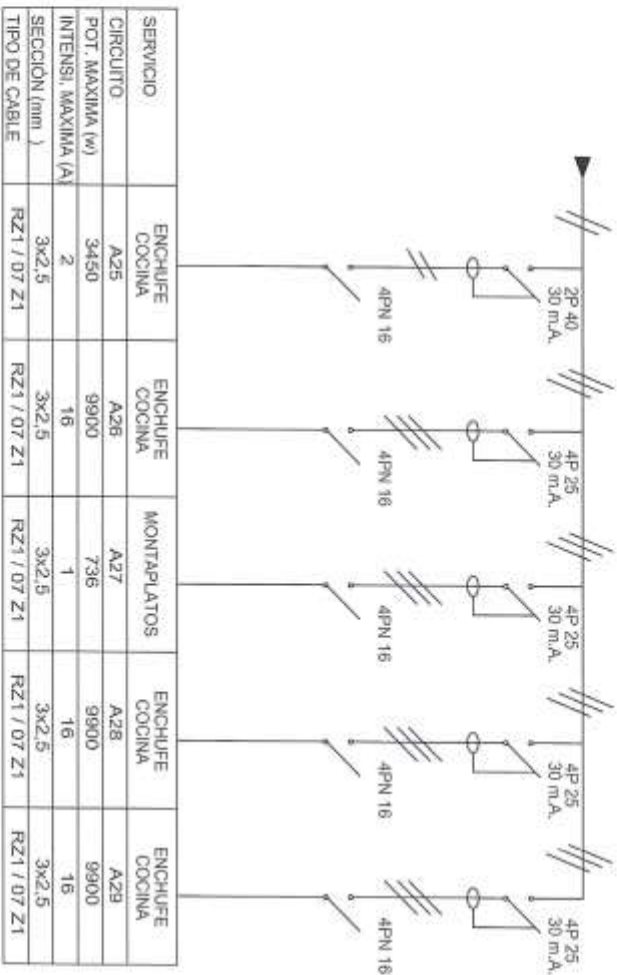 2P 40
30 m.A.
4P 25
30 m.A.
4P 25
30 m.A.
4P 25
30 m.A.
4P 25
30 m.A.
4PN 16
4PN 16
4PN 16
4PN 16
4PN 16
SERVICIO ENCHUFE COCINA ENCHUFE COCINA MONTAPLATOS ENCHUFE COCINA ENCHUFE COCINA
CIRCUITO A25 A26 A27 A28 A29
POT. MAXIMA (w) 3450 9900 736 9900 9900
INTENSI. MAXIMA (A) 2 16 1 16 16
SECCIÓN (mm ) 3x2,5 3x2,5 3x2,5 3x2,5 3x2,5
TIPO DE CABLE RZ1 / 07 Z1 RZ1 / 07 Z1 RZ1 / 07 Z1 RZ1 / 07 Z1 RZ1 / 07 Z1